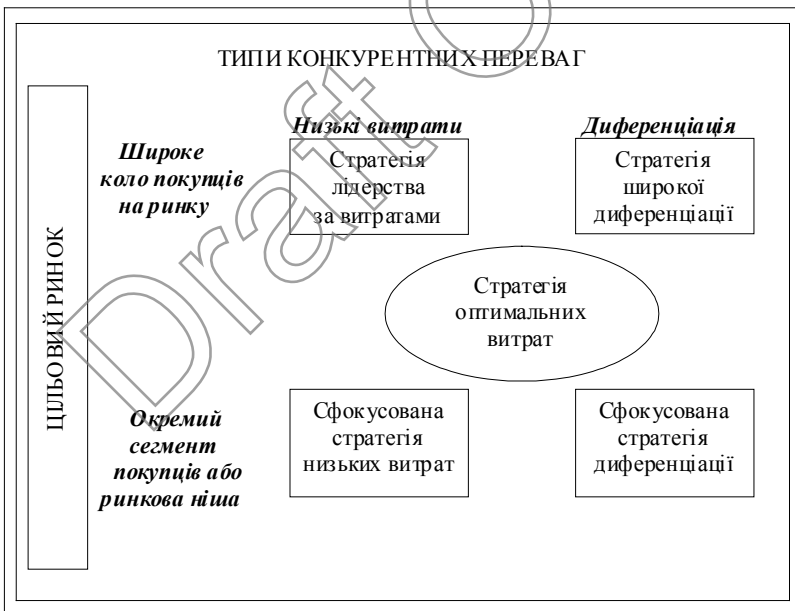 ТИПИ КОНКУРЕНТНИХ ПЕРЕВАГ
Низькі витрати
Диференціація
Широке
коло покупців
на ринку
Стратегія
лідерства
за витратами
Стратегія
широкої
диференціації
ЦІЛЬОВИЙ РИНОК
Стратегія
оптимальних
витрат
Окремий
сегмент
покупців або
ринкова ніша
Сфокусована
стратегія
низьких витрат
Сфокусована
стратегія
диференціації
Draft